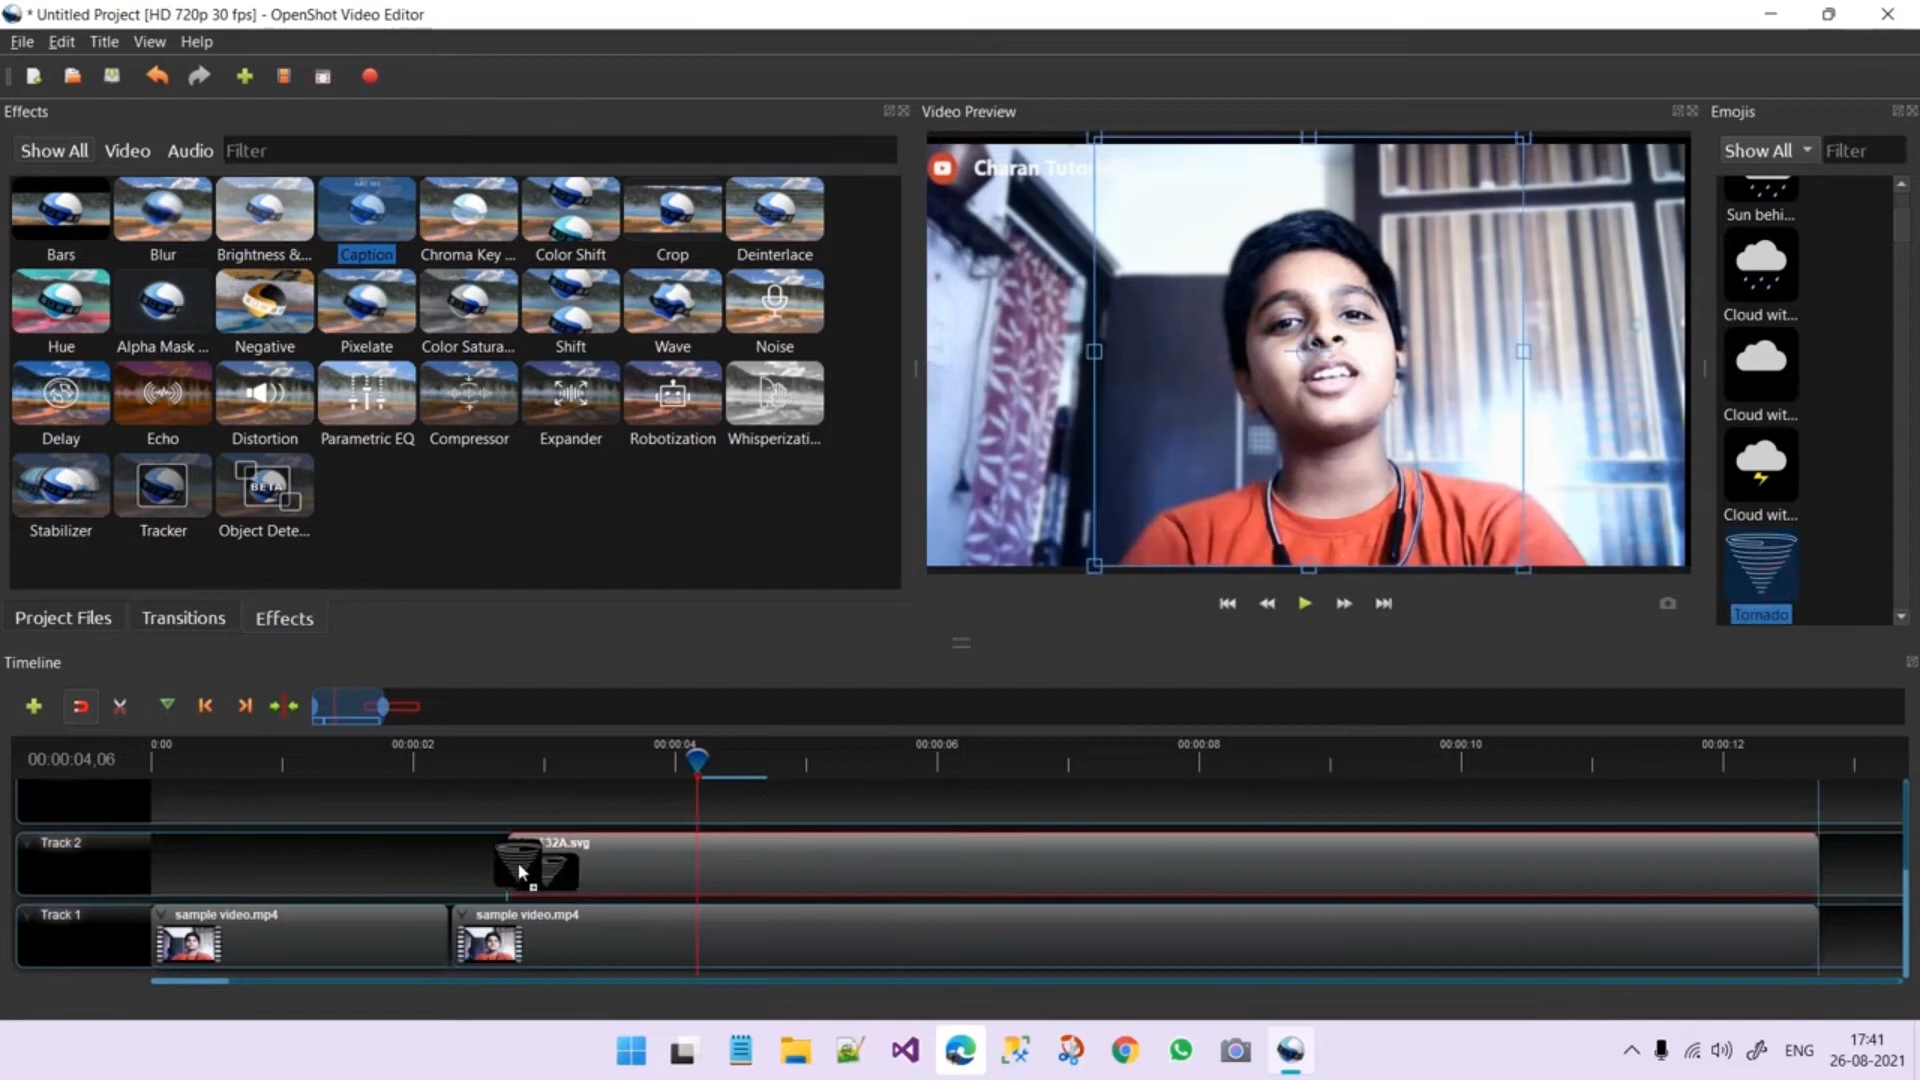 * Untitled Project [HD 720p 30 fps] - OpenShot Video Editor
File Edit Title View Help
Effects
Video Preview
Emojis
Show All Video Audio Filter
Show All Filter
Charan Tutor
Bars Blur Brightness &... Caption Chroma Key ... Color Shift Crop Deinterlace
Hue Alpha Mask ... Negative Pixelate Color Satura... Shift Wave Noise
Delay Echo Distortion Parametric EQ Compressor Expander Robotization Whisperizati...
BETA
Stabilizer Tracker Object Dete...
Sun behi...
Cloud wit...
Cloud wit...
Cloud wit...
Tornado
Project Files Transitions Effects
Timeline
00:00:04,06
0:00 00:00:02 00:00:04 00:00:06 00:00:08 00:00:10 00:00:12
Track 2
32A.svg
Track 1
sample video.mp4
sample video.mp4
ENG
17:41
26-08-2021